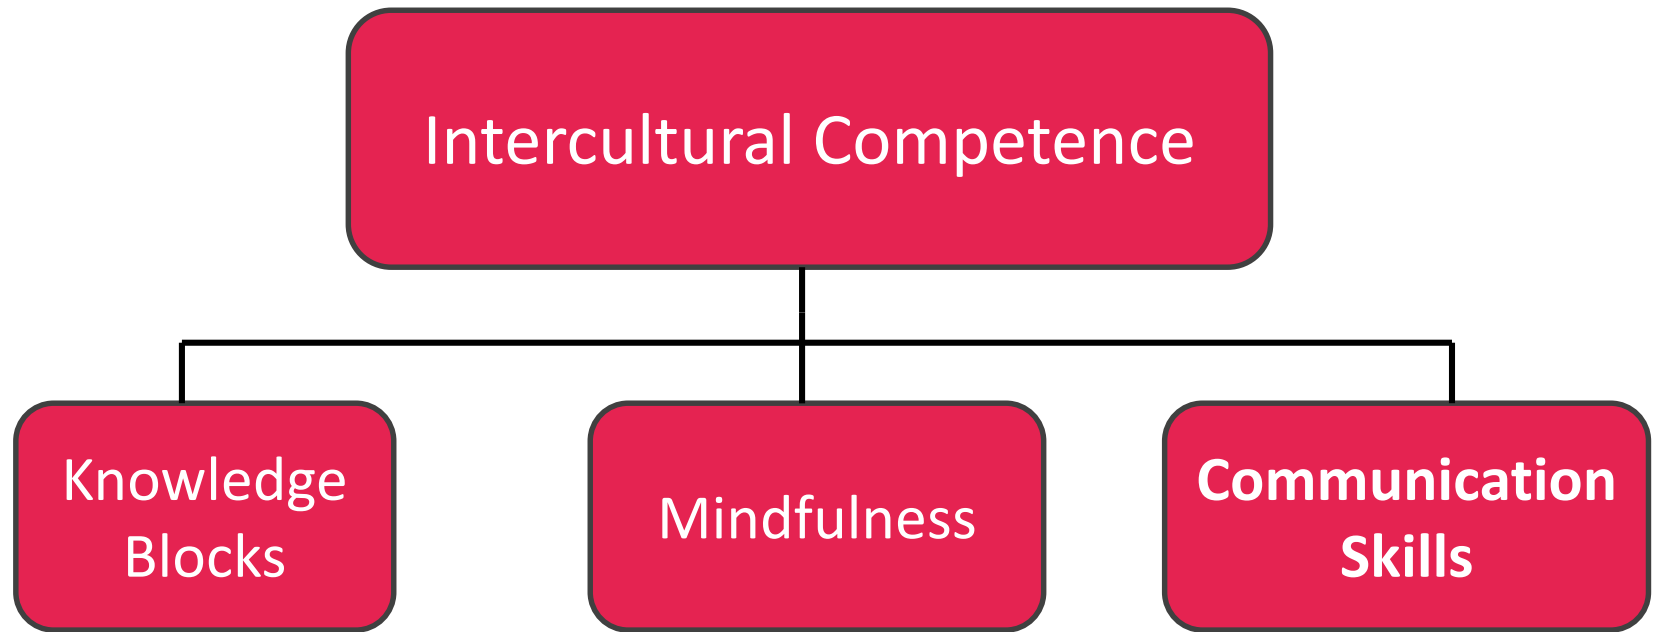 Intercultural Competence
Knowledge
Blocks
Mindfulness
Communication
Skills